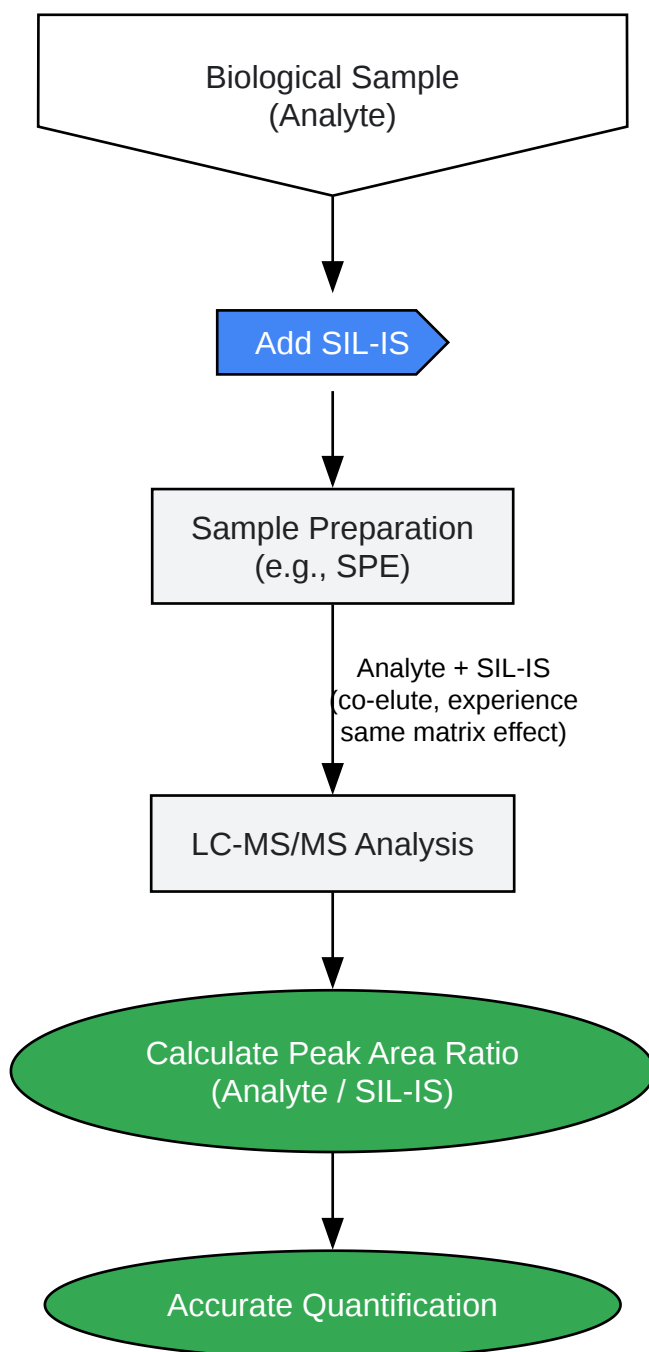 Biological Sample
(Analyte)
Add SIL-IS
Sample Preparation
(e.g., SPE)
Analyte + SIL-IS
(co-elute, experience
same matrix effect)
LC-MS/MS Analysis
Calculate Peak Area Ratio
(Analyte / SIL-IS)
Accurate Quantification